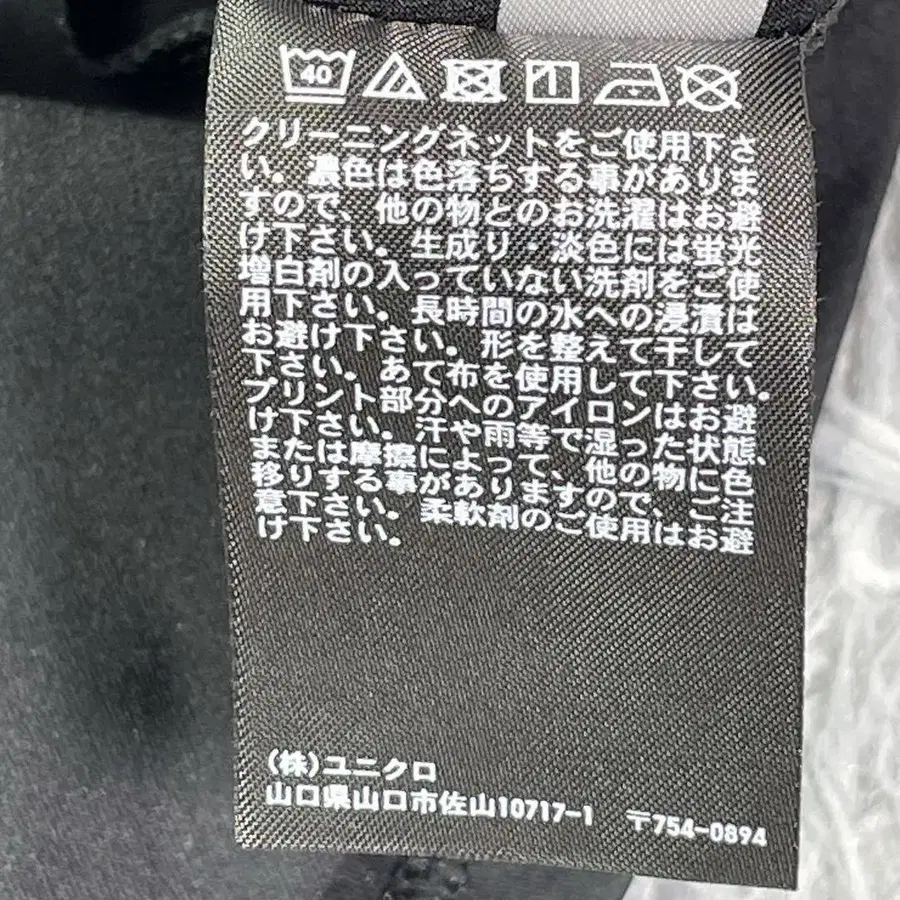 40
クリーニングネットをご使用下さ
い。濃色は色落ちする事がありま
すので、他の物とのお洗濯はお避
け下さい。生成り・淡色には蛍光
増白剤の入っていない洗剤をご使
用下さい。長時間の水への浸漬は
お避け下さい。形を整えて干して
下さい。あて布を使用して下さい。
プリント部分へのアイロンはお避
け下さい。汗や雨等で湿った状態、
または摩擦によって、他の物に色
移りする事がありますのでご注
意下さい。柔軟剤のご使用はお避
け下さい。
(株)ユニクロ
山口県山口市佐山10717-1 〒754-0894